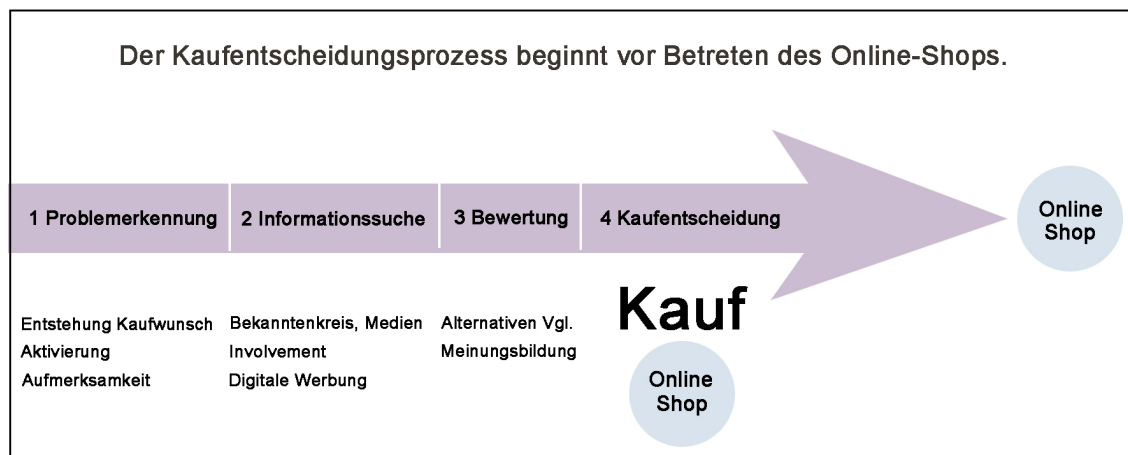 Der Kaufentscheidungsprozess beginnt vor Betreten des Online-Shops.
1 Problemerkennung
2 Informationssuche
3 Bewertung
4 Kaufentscheidung
Online
Shop
Entstehung Kaufwunsch
Aktivierung
Aufmerksamkeit
Bekanntenkreis, Medien
Involvement
Digitale Werbung
Alternativen Vgl.
Meinungsbildung
Kauf
Online
Shop